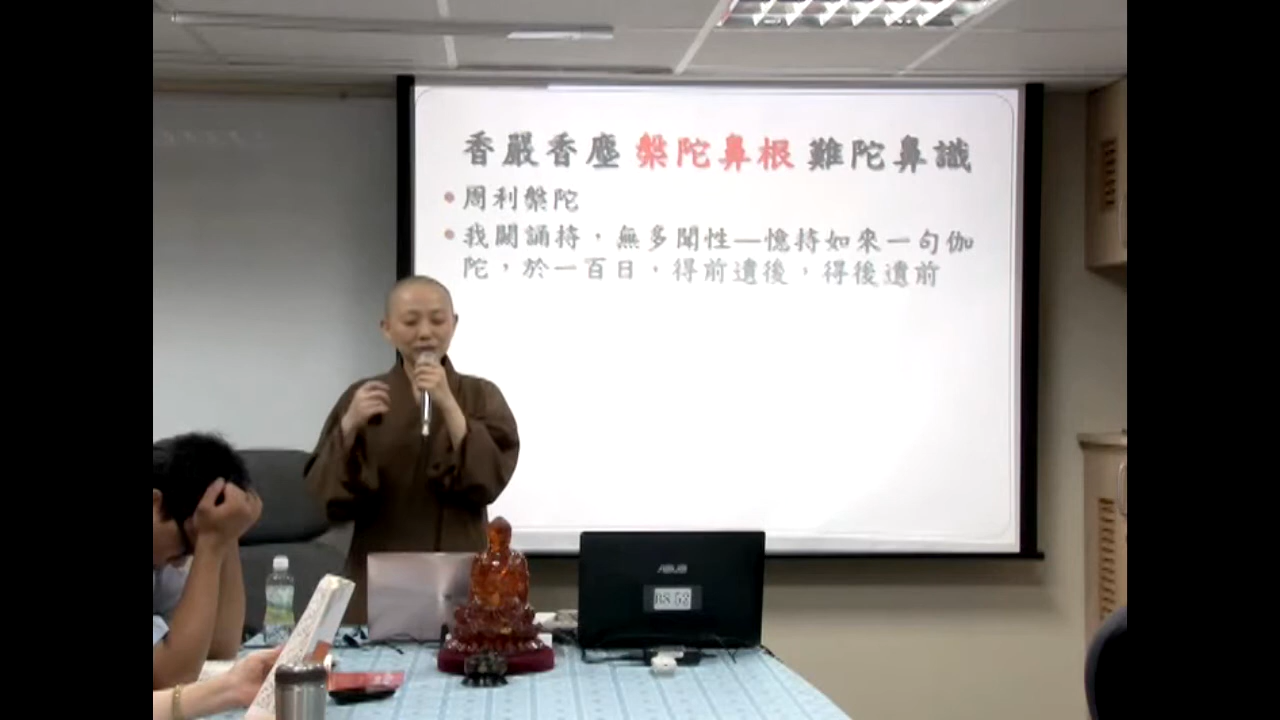 香嚴香塵 槃陀鼻根 難陀鼻識
周利槃陀
我闕誦持，無多聞性—憶持如來一句伽
陀，於一百日，得前遺後，得後遺前
ASUS